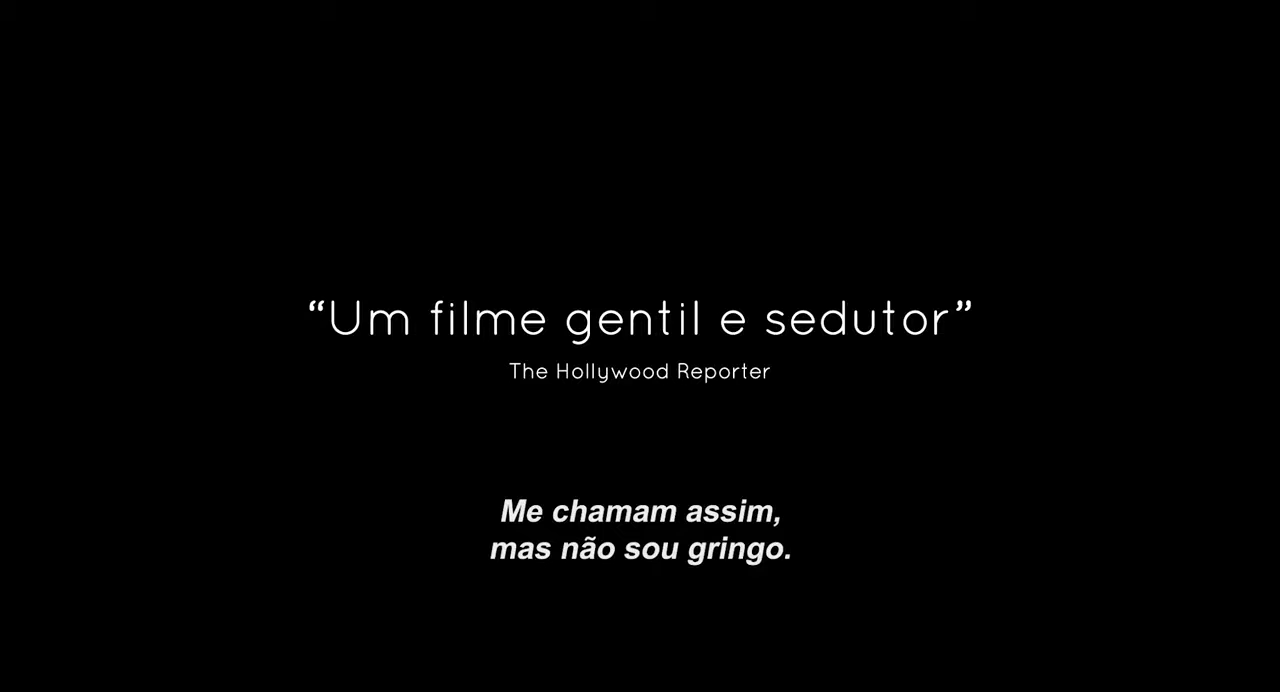 “Um filme gentil e sedutor”
The Hollywood Reporter
Me chamam assim,
mas não sou gringo.